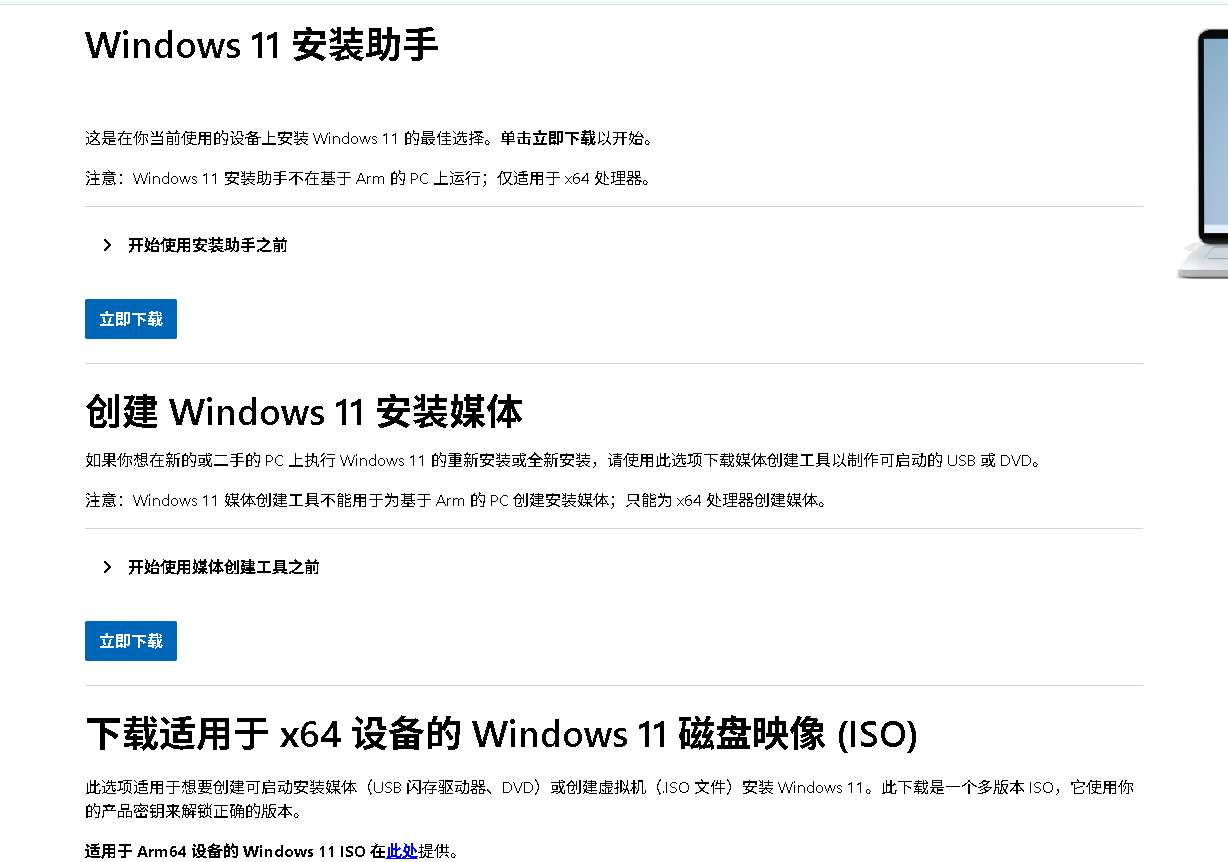 Windows 11 安装助手
这是在你当前使用的设备上安装 Windows 11 的最佳选择。单击立即下载以开始。
注意：Windows 11 安装助手不在基于 Arm 的 PC 上运行；仅适用于 x64 处理器。
开始使用安装助手之前
立即下载
创建 Windows 11 安装媒体
如果你想在新的或二手的 PC 上执行 Windows 11 的重新安装或全新安装，请使用此选项下载媒体创建工具以制作可启动的 USB 或 DVD。
注意：Windows 11 媒体创建工具不能用于为基于 Arm 的 PC 创建安装媒体；只能为 x64 处理器创建媒体。
开始使用媒体创建工具之前
立即下载
下载适用于 x64 设备的 Windows 11 磁盘映像 (ISO)
此选项适用于想要创建可启动安装媒体（USB 闪存驱动器、DVD）或创建虚拟机（.ISO 文件）安装 Windows 11。此下载是一个多版本 ISO，它使用你
的产品密钥来解锁正确的版本。
适用于 Arm64 设备的 Windows 11 ISO 在此处提供。